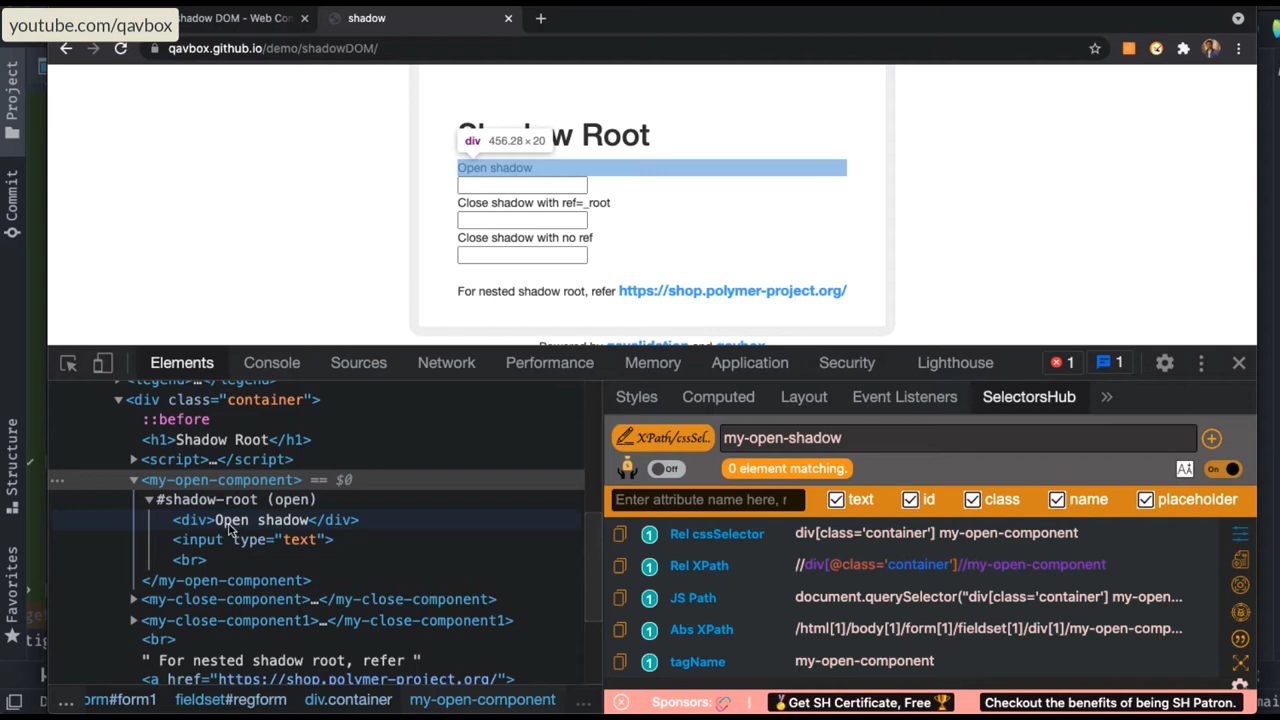 youtube.com/qavbox
shadow DOM - Web Con
shadow
qavbox.github.io/demo/shadowDOM/
Project
Commit
Structure
Favorites
Shadow Root
div 456.28 × 20
Open shadow
Close shadow with ref=_root
Close shadow with no ref
For nested shadow root, refer https://shop.polymer-project.org/
Powered by qavalidation and qavbox
Elements
Console
Sources
Network
Performance
Memory
Application
Security
Lighthouse
1
1
<legend>…</legend>
<div class="container">
::before
<h1>Shadow Root</h1>
<script>…</script>
<my-open-component> == $0
#shadow-root (open)
<div>Open shadow</div>
<input type="text">
<br>
</my-open-component>
<my-close-component>…</my-close-component>
<my-close-component1>…</my-close-component1>
<br>
" For nested shadow root, refer "
<a href="https://shop.polymer-project.org/">
... orm#form1 fieldset#regform div.container my-open-component ...
Styles
Computed
Layout
Event Listeners
SelectorsHub
XPath/cssSel..
my-open-shadow
Off
0 element matching.
On
Enter attribute name here, r
text
id
class
name
placeholder
1 Rel cssSelector div[class='container'] my-open-component
1 Rel XPath //div[@class='container']//my-open-component
1 JS Path document.querySelector("div[class='container'] my-open...
1 Abs XPath /html[1]/body[1]/form[1]/fieldset[1]/div[1]/my-open-comp...
1 tagName my-open-component
Sponsors:
Get SH Certificate, Free
Checkout the benefits of being SH Patron.